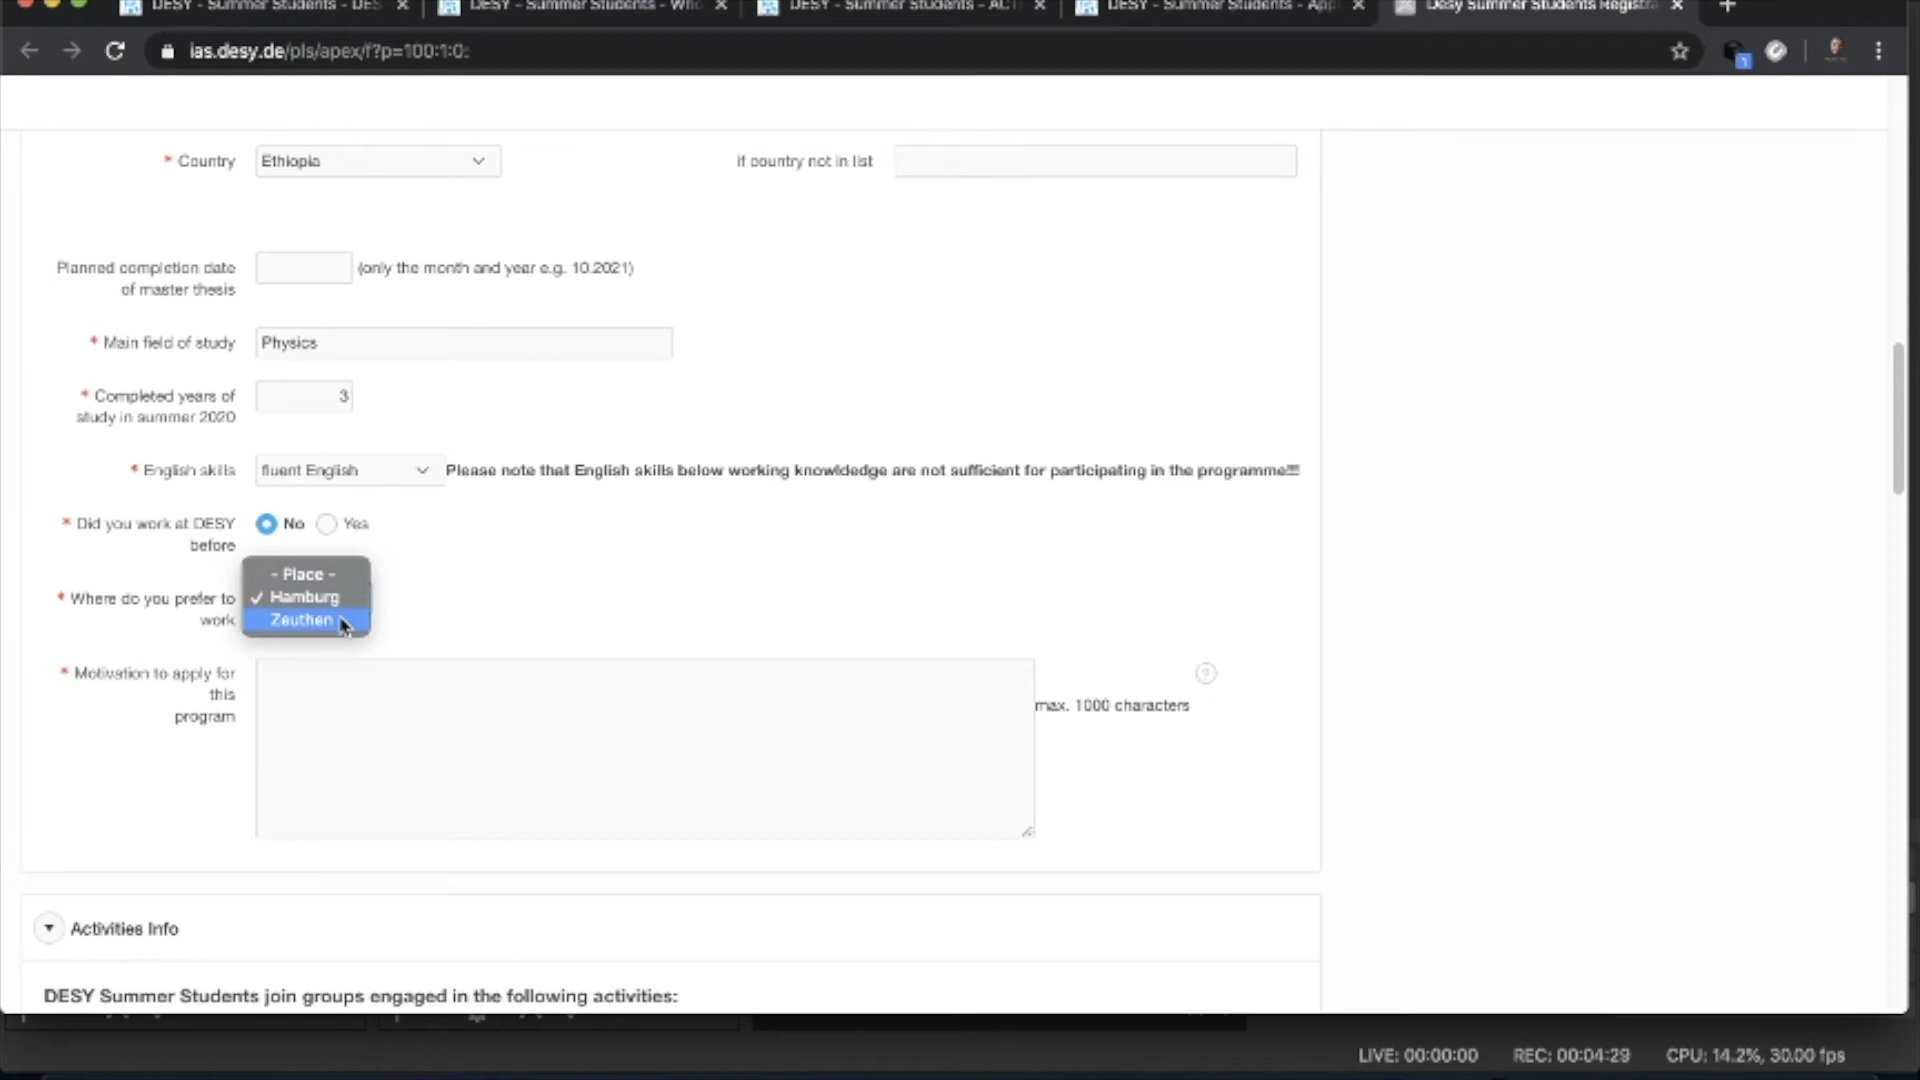 DESY - Summer Students - DES
DESY - Summer Students - Who
DESY - Summer Students - ACT
DESY - Summer Students - App
Desy Summer Students Registra
ias.desy.de/pls/apex/f?p=100:1:0:
1
* Country
Ethiopia
if country not in list
Planned completion date
of master thesis
(only the month and year e.g. 10.2021)
* Main field of study
Physics
* Completed years of
study in summer 2020
3
* English skills
fluent English
Please note that English skills below working knowldedge are not sufficient for participating in the programme!!!
* Did you work at DESY
before
No
Yes
- Place -
* Where do you prefer to
work
✓ Hamburg
Zeuthen
* Motivation to apply for
this
program
?
max. 1000 characters
Activities Info
DESY Summer Students join groups engaged in the following activities:
LIVE: 00:00:00
REC: 00:04:29
CPU: 14.2%, 30.00 fps